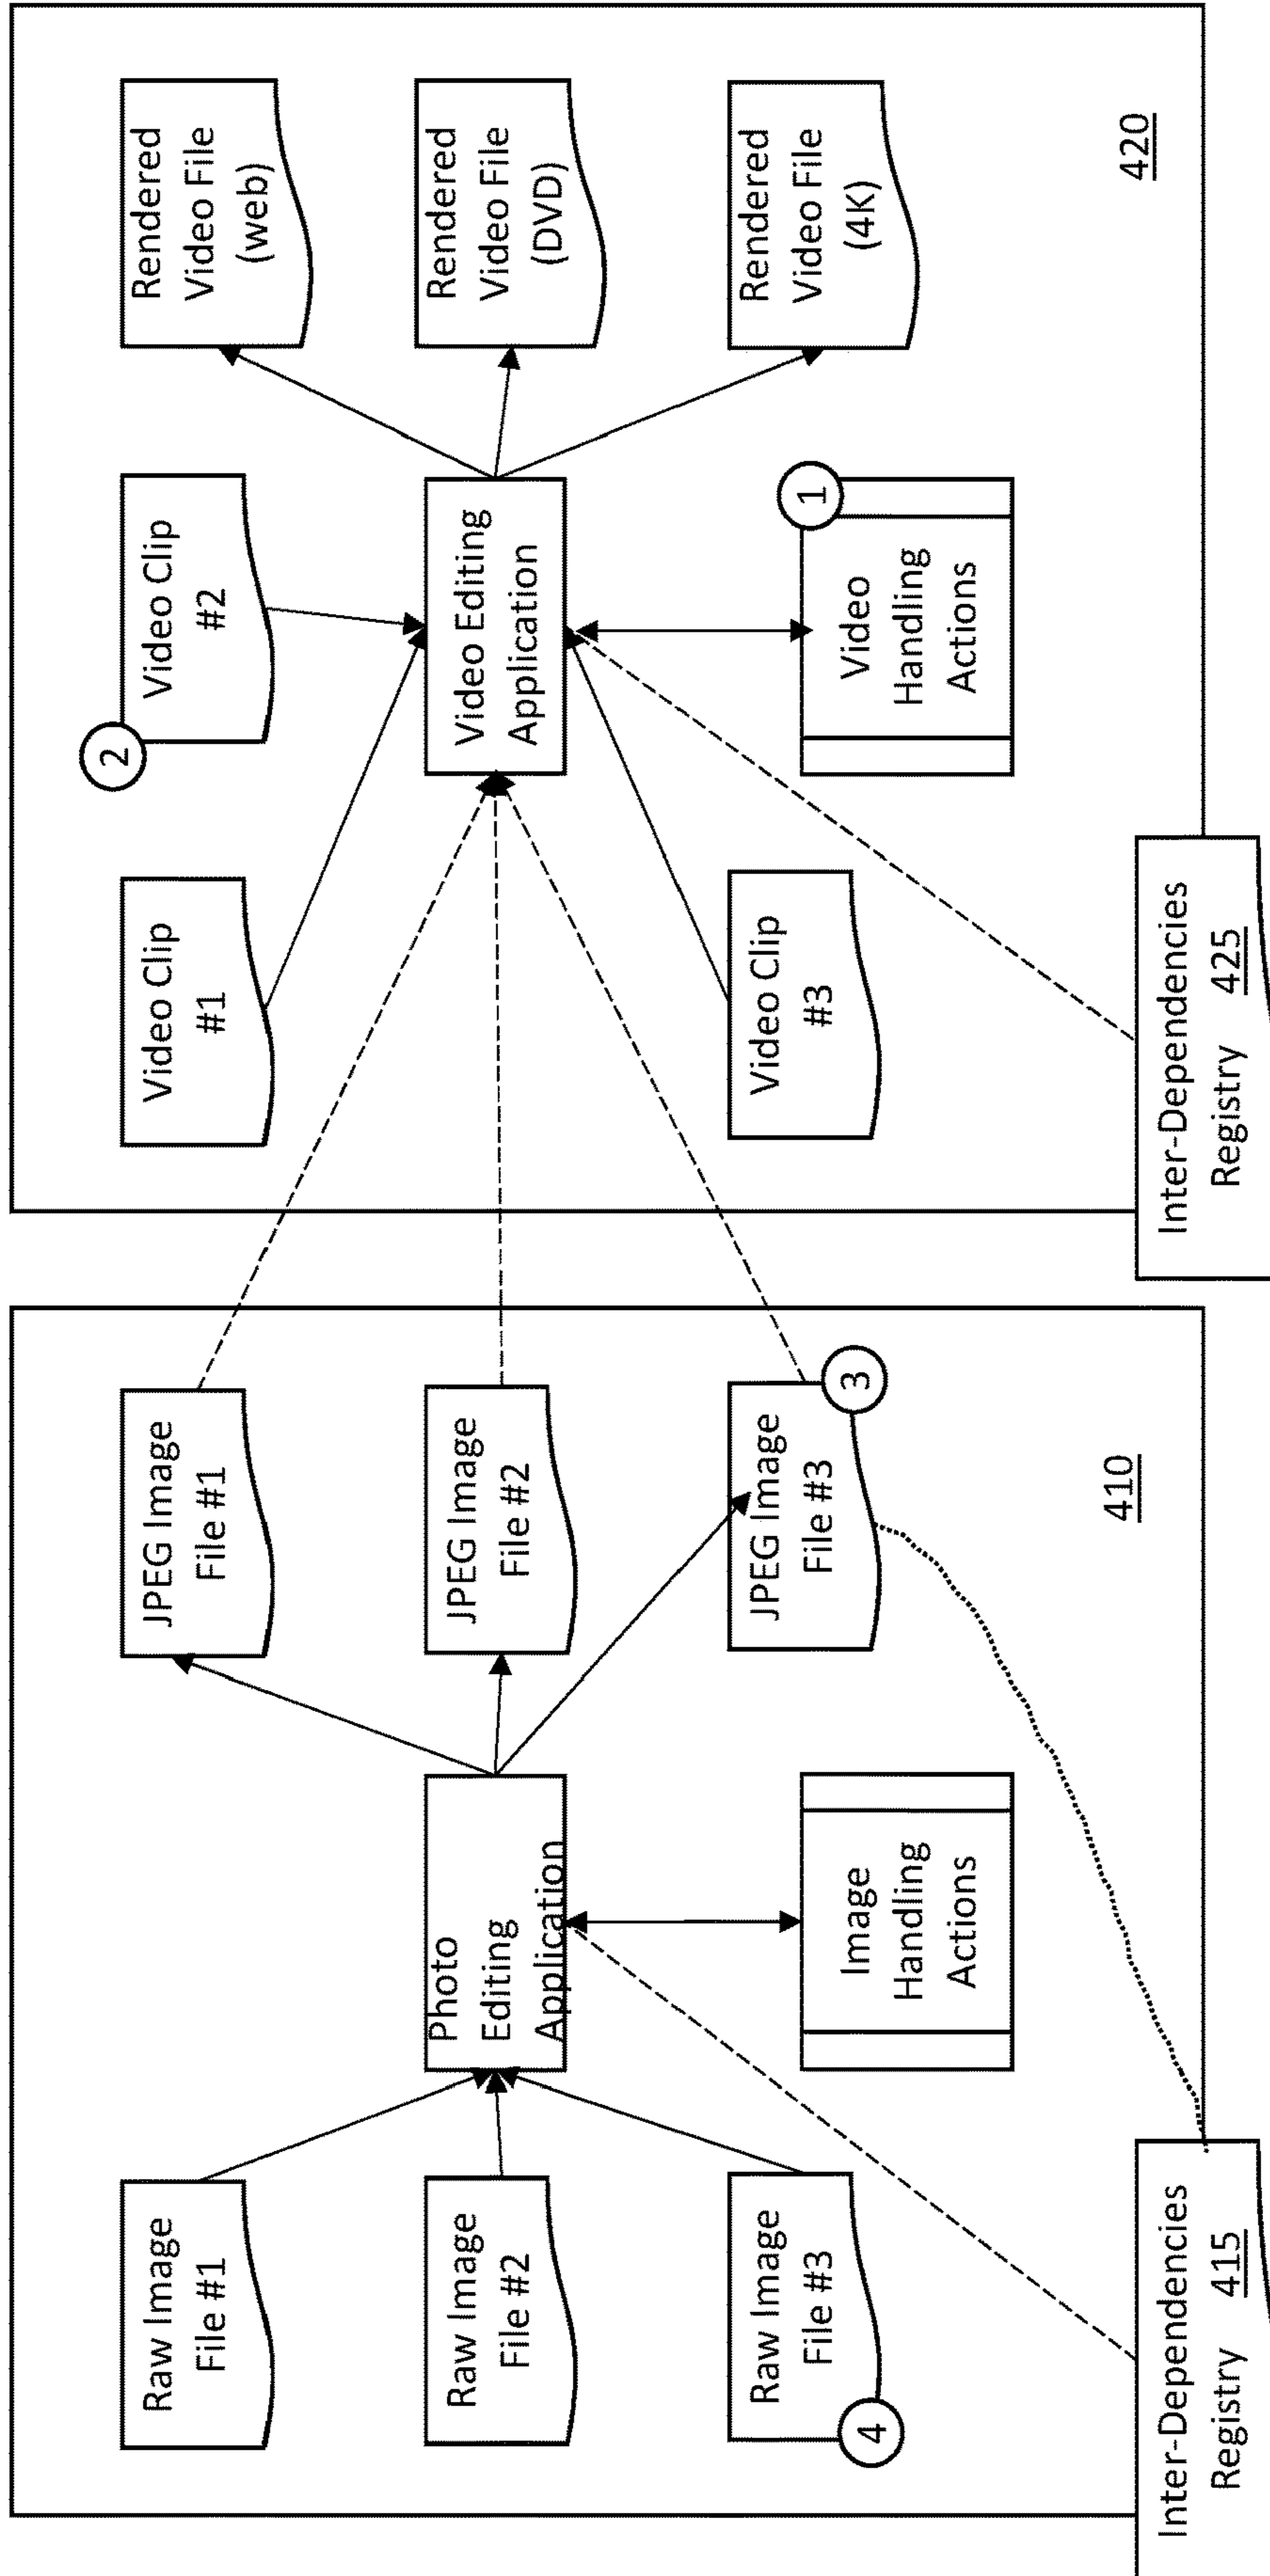 Raw Image
File #1
Raw Image
File #2
Raw Image
File #3
4
Photo
Editing
Application
Image
Handling
Actions
JPEG Image
File #1
JPEG Image
File #2
JPEG Image
File #3
3
410
Inter-Dependencies
Registry 415
Video Clip
#1
Video Clip
#2
2
Video Clip
#3
Video Editing
Application
Video
Handling
Actions
1
Rendered
Video File
(web)
Rendered
Video File
(DVD)
Rendered
Video File
(4K)
420
Inter-Dependencies
Registry 425